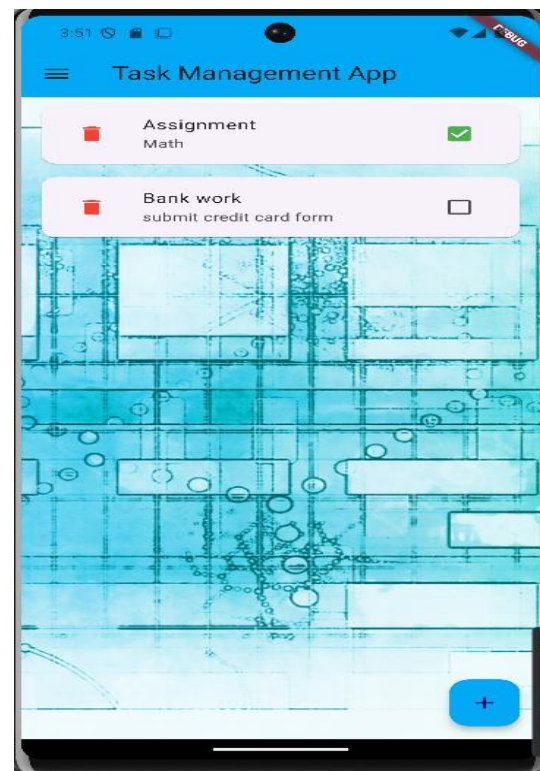 3:51
DEBUG
Task Management App
Assignment
Math
Bank work
submit credit card form